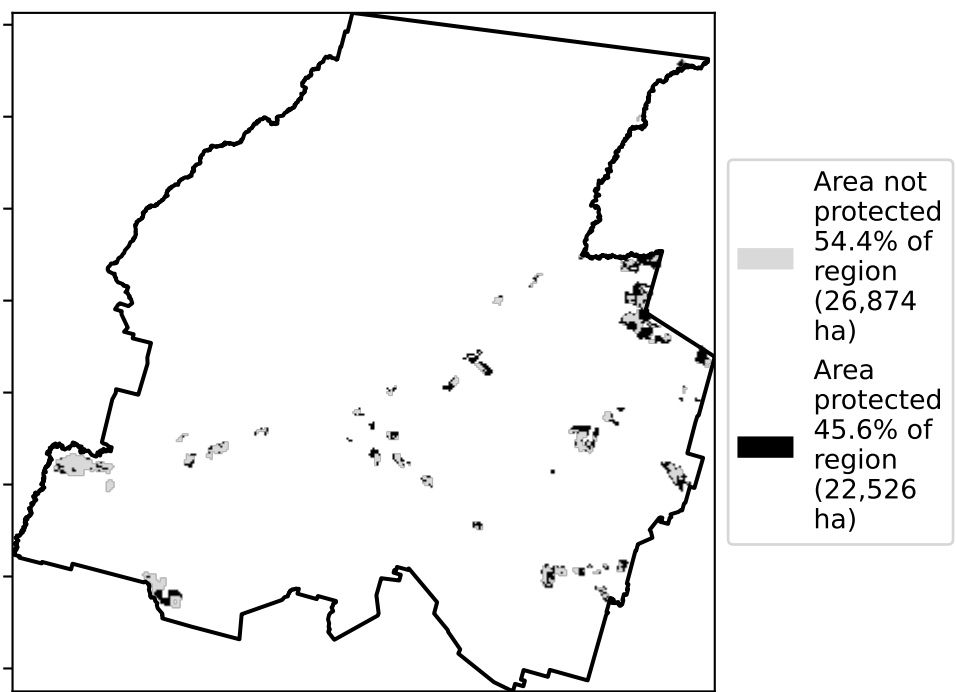 Area not
protected
54.4% of
region
(26,874
ha)
Area
protected
45.6% of
region
(22,526
ha)